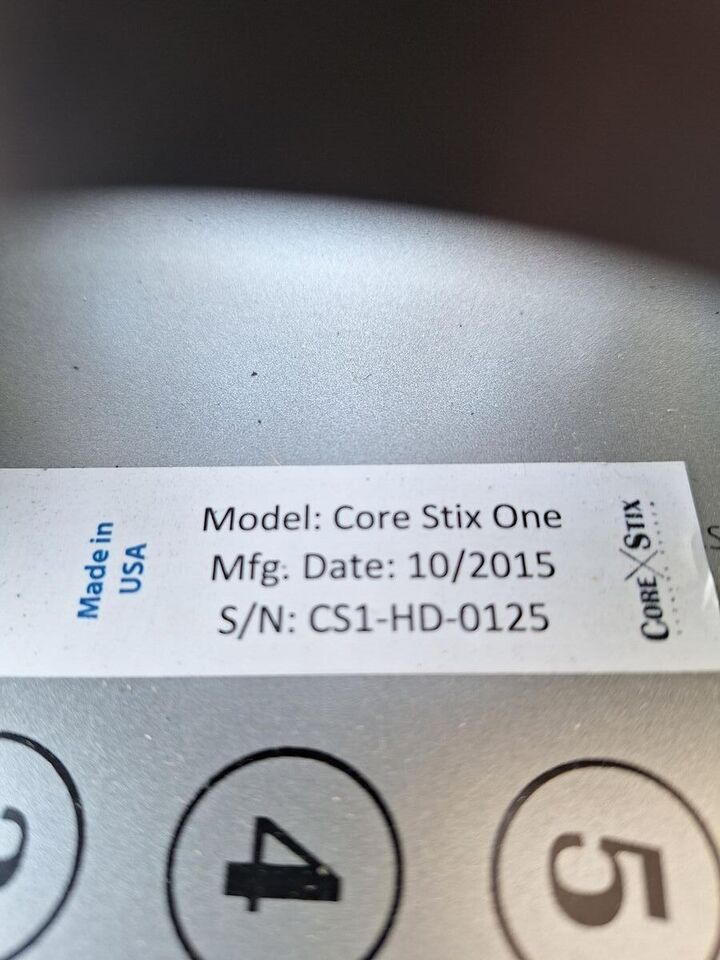 Made in
USA
Model: Core Stix One
Mfg. Date: 10/2015
S/N: CS1-HD-0125
CORE STIX
4
5